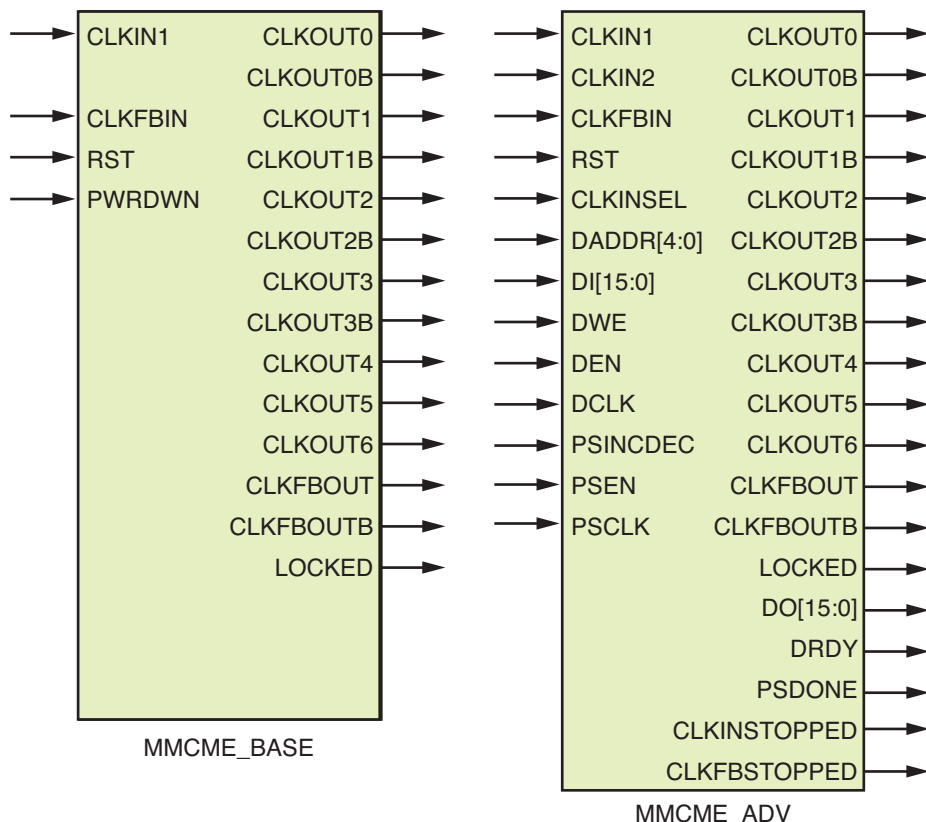 CLKIN1 CLKOUT0
CLKOUT0B
CLKFBIN CLKOUT1
RST CLKOUT1B
PWRDWN CLKOUT2
CLKOUT2B
CLKOUT3
CLKOUT3B
CLKOUT4
CLKOUT5
CLKOUT6
CLKFBOUT
CLKFBOUTB
LOCKED
MMCME_BASE
CLKIN1 CLKOUT0
CLKIN2 CLKOUT0B
CLKFBIN CLKOUT1
RST CLKOUT1B
CLKINSEL CLKOUT2
DADDR[4:0] CLKOUT2B
DI[15:0] CLKOUT3
DWE CLKOUT3B
DEN CLKOUT4
DCLK CLKOUT5
PSINCDEC CLKOUT6
PSEN CLKFBOUT
PSCLK CLKFBOUTB
LOCKED
DO[15:0]
DRDY
PSDONE
CLKINSTOPPED
CLKFBSTOPPED
MMCME_ADV